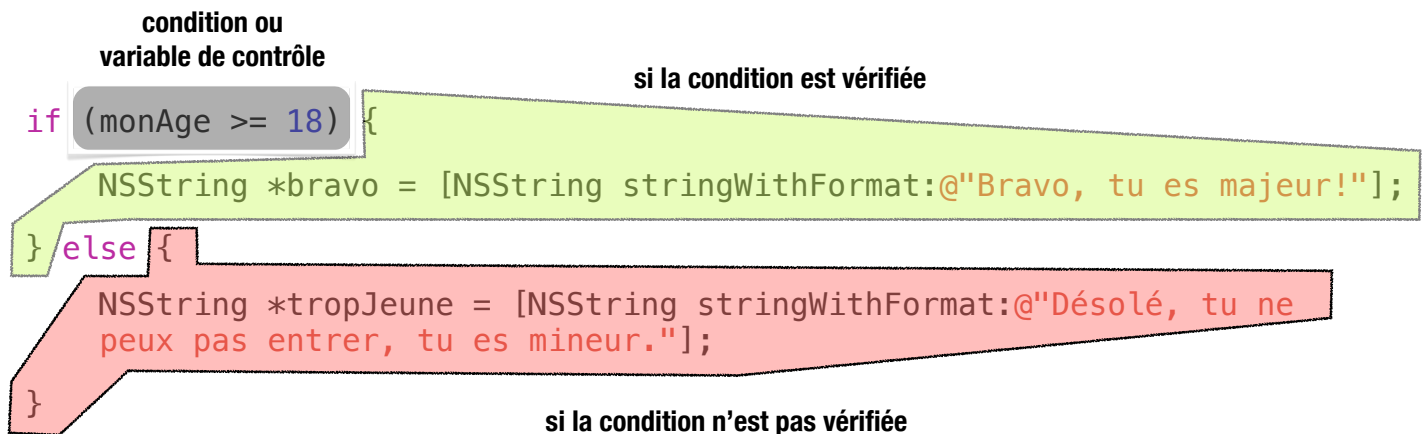 condition ou
variable de contrôle
si la condition est vérifiée
if (monAge >= 18) {
NSString *bravo = [NSString stringWithFormat:@"Bravo, tu es majeur!"];
} else {
NSString *tropJeune = [NSString stringWithFormat:@"Désolé, tu ne
peux pas entrer, tu es mineur."];
}
si la condition n’est pas vérifiée